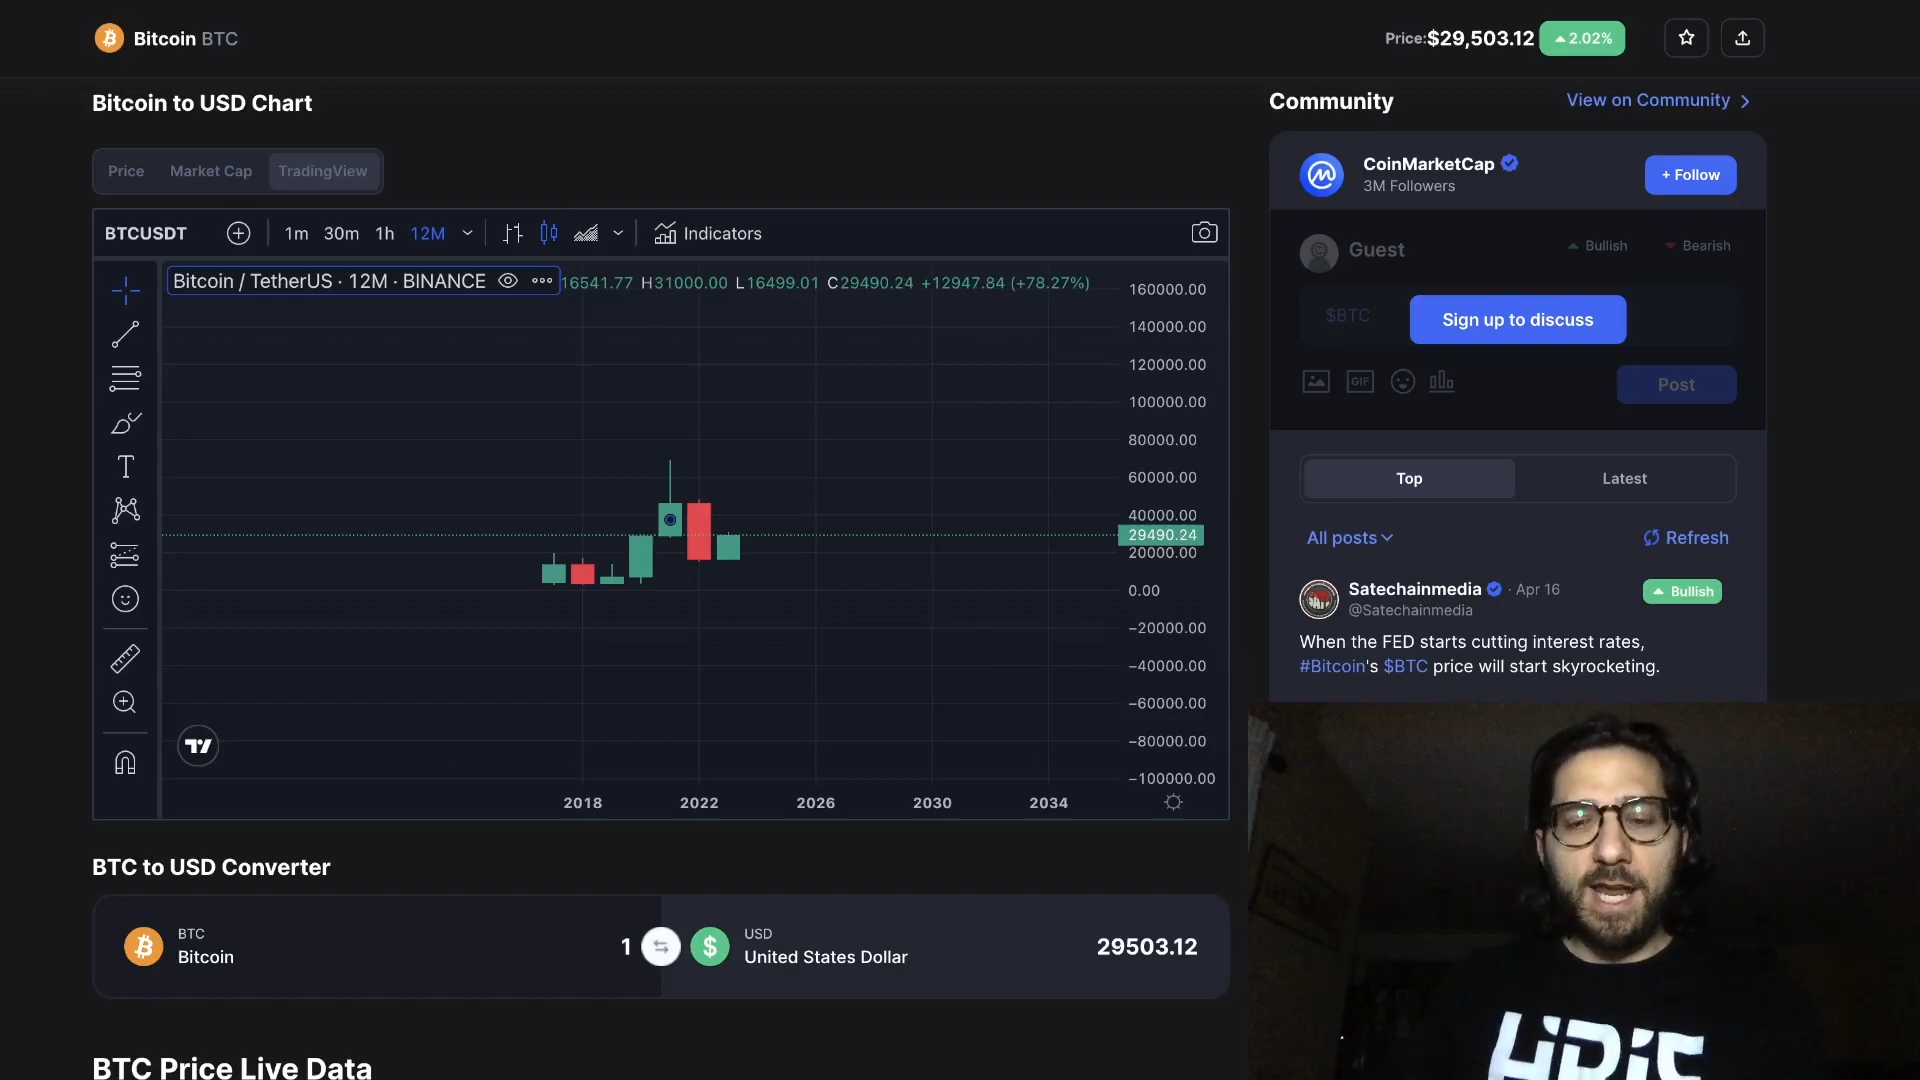 Bitcoin BTC
Price:$29,503.12 2.02%
Bitcoin to USD Chart
Price Market Cap TradingView
BTCUSDT 1m 30m 1h 12M Indicators
Bitcoin / TetherUS · 12M · BINANCE 16541.77 H31000.00 L16499.01 C29490.24 +12947.84 (+78.27%)
160000.00
140000.00
120000.00
100000.00
80000.00
60000.00
40000.00
29490.24
20000.00
0.00
−20000.00
−40000.00
−60000.00
−80000.00
−100000.00
2018 2022 2026 2030 2034
BTC to USD Converter
BTC
Bitcoin
1
USD
United States Dollar
29503.12
BTC Price Live Data
Community
View on Community
CoinMarketCap
3M Followers
+ Follow
Guest
Bullish Bearish
$BTC
Sign up to discuss
GIF
Post
Top Latest
All posts Refresh
Satechainmedia · Apr 16
@Satechainmedia
Bullish
When the FED starts cutting interest rates,
#Bitcoin's $BTC price will start skyrocketing.